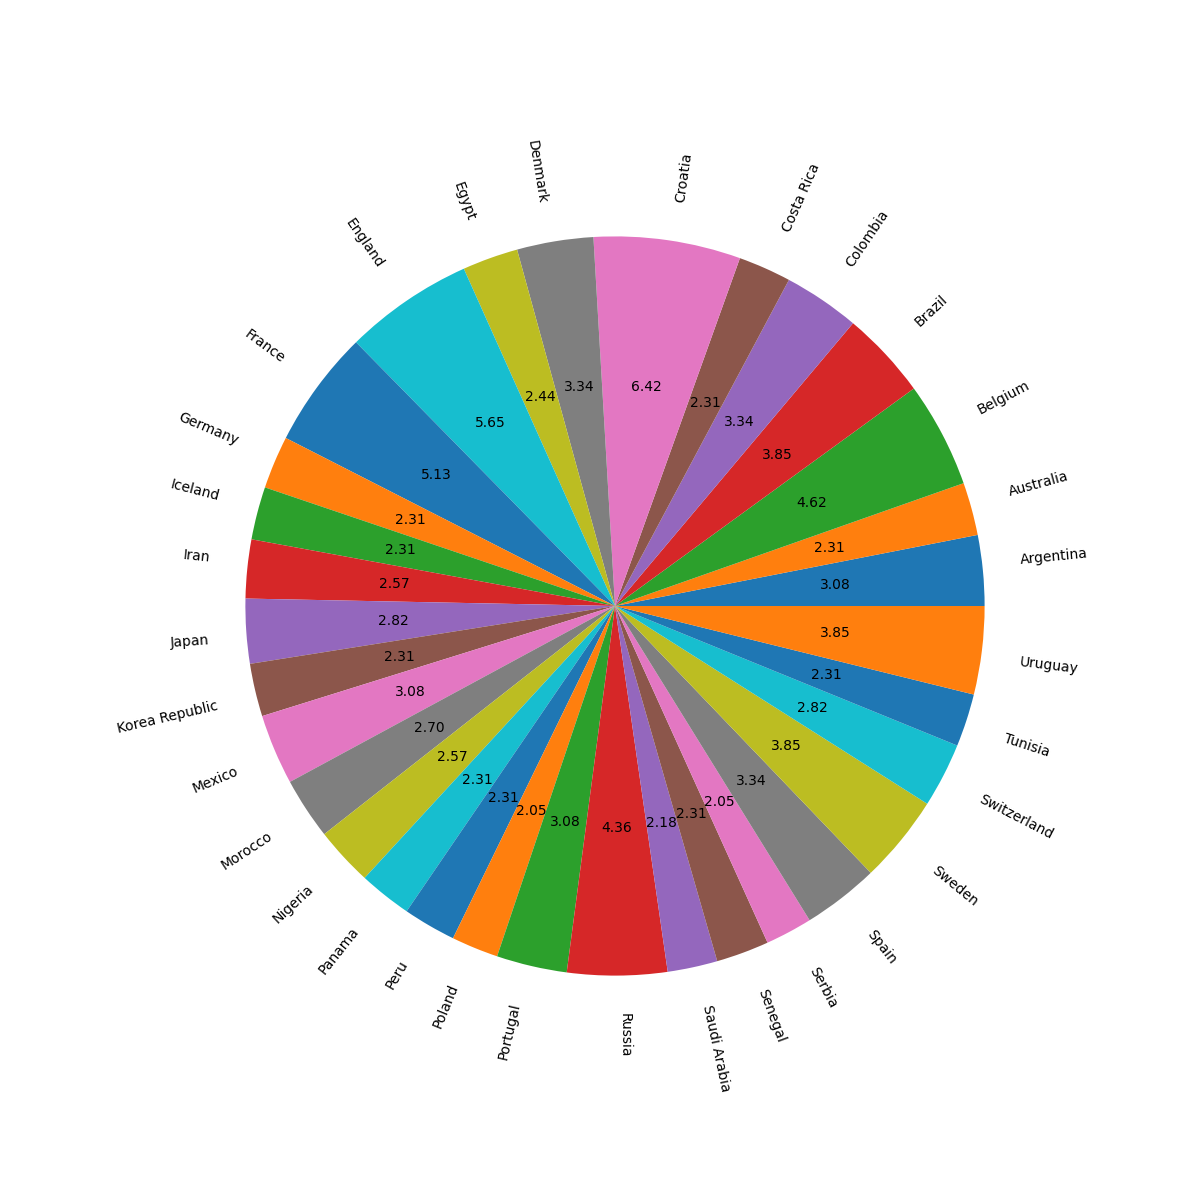 Argentina
3.08
Australia
2.31
Belgium
4.62
Brazil
3.85
Colombia
3.34
Costa Rica
2.31
Croatia
6.42
Denmark
3.34
Egypt
2.44
England
5.65
France
5.13
Germany
2.31
Iceland
2.31
Iran
2.57
Japan
2.82
Korea Republic
2.31
Mexico
3.08
Morocco
2.70
Nigeria
2.57
Panama
2.31
Peru
2.31
Poland
2.05
Portugal
3.08
Russia
4.36
Saudi Arabia
2.18
Senegal
2.31
Serbia
2.05
Spain
3.34
Sweden
3.85
Switzerland
2.82
Tunisia
2.31
Uruguay
3.85